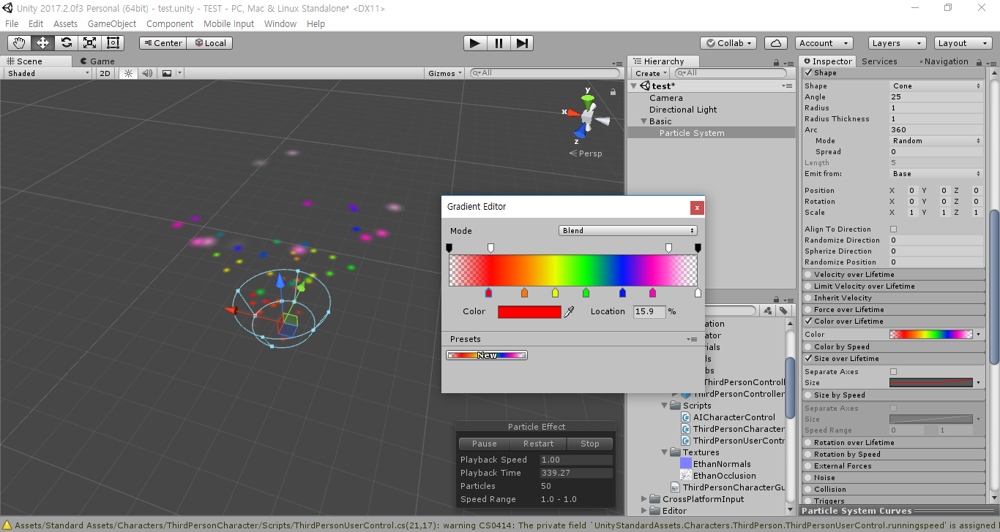 Unity 2017.2.0f3 Personal (64bit) - test.unity - TEST - PC, Mac & Linux Standalone* <DX11>
File Edit Assets GameObject Component Mobile Input Window Help
Center Local Collab Account Layers Layout
Scene Game
Shaded 2D Gizmos All
y
x
z
Persp
Hierarchy
Create All
test*
Camera
Directional Light
Basic
Particle System
Gradient Editor
x
Mode Blend
Color Location 15.9 %
Presets
New
Particle Effect
Pause Restart Stop
Playback Speed 1.00
Playback Time 339.27
Particles 50
Speed Range 1.0 - 1.0
ThirdPersonControll
ThirdPersonController
Scripts
AICharacterControl
ThirdPersonCharacter
ThirdPersonUserContr
Textures
EthanNormals
EthanOcclusion
ThirdPersonCharacterGu
CrossPlatformInput
Editor
Inspector Services Navigation
Shape
Shape Cone
Angle 25
Radius 1
Radius Thickness 1
Arc 360
Mode Random
Spread 0
Length 5
Emit from: Base
Position X 0 Y 0 Z 0
Rotation X 0 Y 0 Z 0
Scale X 1 Y 1 Z 1
Align To Direction
Randomize Direction 0
Spherize Direction 0
Randomize Position 0
Velocity over Lifetime
Limit Velocity over Lifetime
Inherit Velocity
Force over Lifetime
Color over Lifetime
Color
Color by Speed
Size over Lifetime
Separate Axes
Size
Size by Speed
Separate Axes
Size
Speed Range 0 1
Rotation over Lifetime
Rotation by Speed
External Forces
Noise
Collision
Triggers
Particle System Curves
Assets/Standard Assets/Characters/ThirdPersonCharacter/Scripts/ThirdPersonUserControl.cs(21,17): warning CS0414: The private field `UnityStandardAssets.Characters.ThirdPerson.ThirdPersonUserControl.runningspeed' is assigned